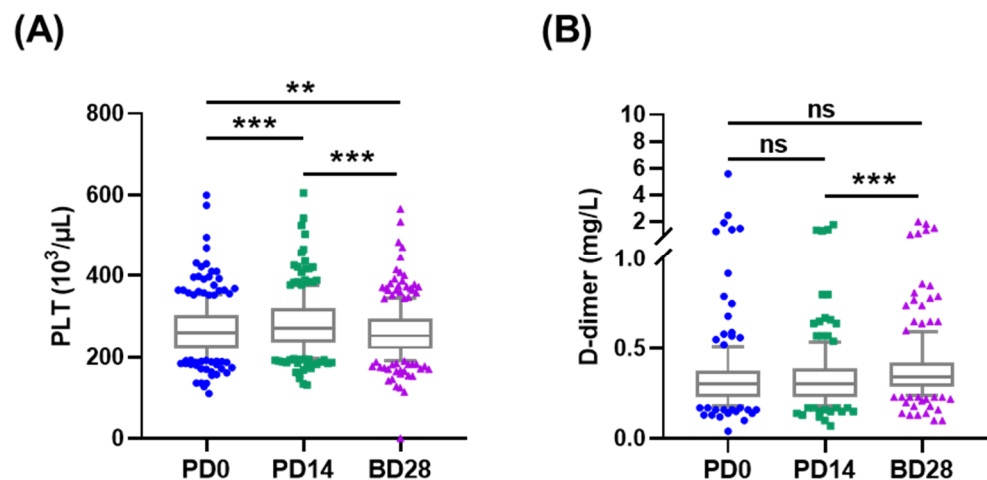 (A)
PLT (10³/μL)
800
600
400
200
0
**
***
***
PD0 PD14 BD28
(B)
D-dimer (mg/L)
10
8
6
4
2
1.0
0.5
0.0
ns
ns
***
PD0 PD14 BD28